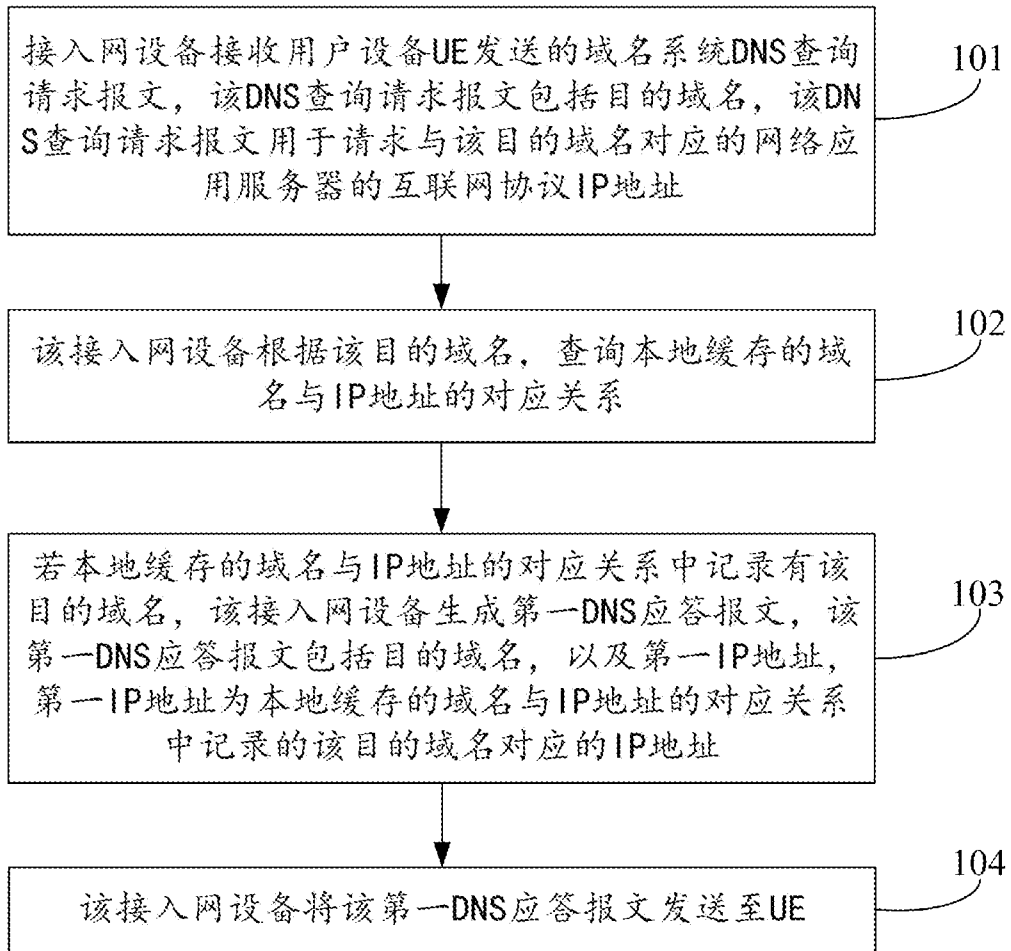 接入网设备接收用户设备UE发送的域名系统DNS查询
请求报文，该DNS查询请求报文包括目的域名，该DN
S查询请求报文用于请求与该目的域名对应的网络应
用服务器的互联网协议IP地址
101
该接入网设备根据该目的域名，查询本地缓存的域
名与IP地址的对应关系
102
若本地缓存的域名与IP地址的对应关系中记录有该
目的域名，该接入网设备生成第一DNS应答报文，该
第一DNS应答报文包括目的域名，以及第一IP地址，
第一IP地址为本地缓存的域名与IP地址的对应关系
中记录的该目的域名对应的IP地址
103
该接入网设备将该第一DNS应答报文发送至UE
104